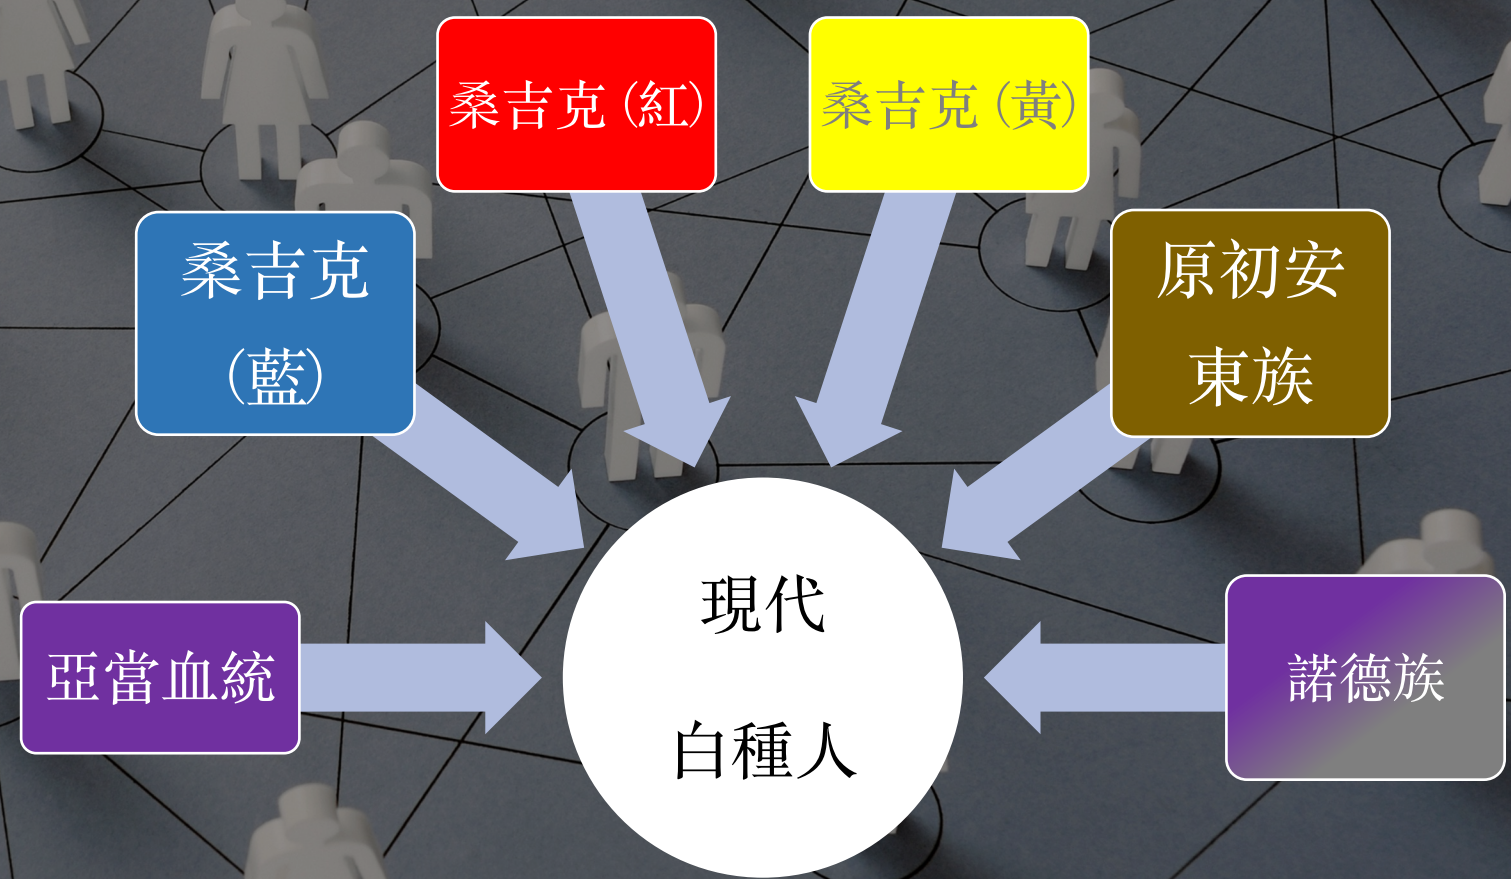 桑吉克 (紅)
桑吉克 (黃)
桑吉克
(藍)
原初安
東族
亞當血統
現代
白種人
諾德族